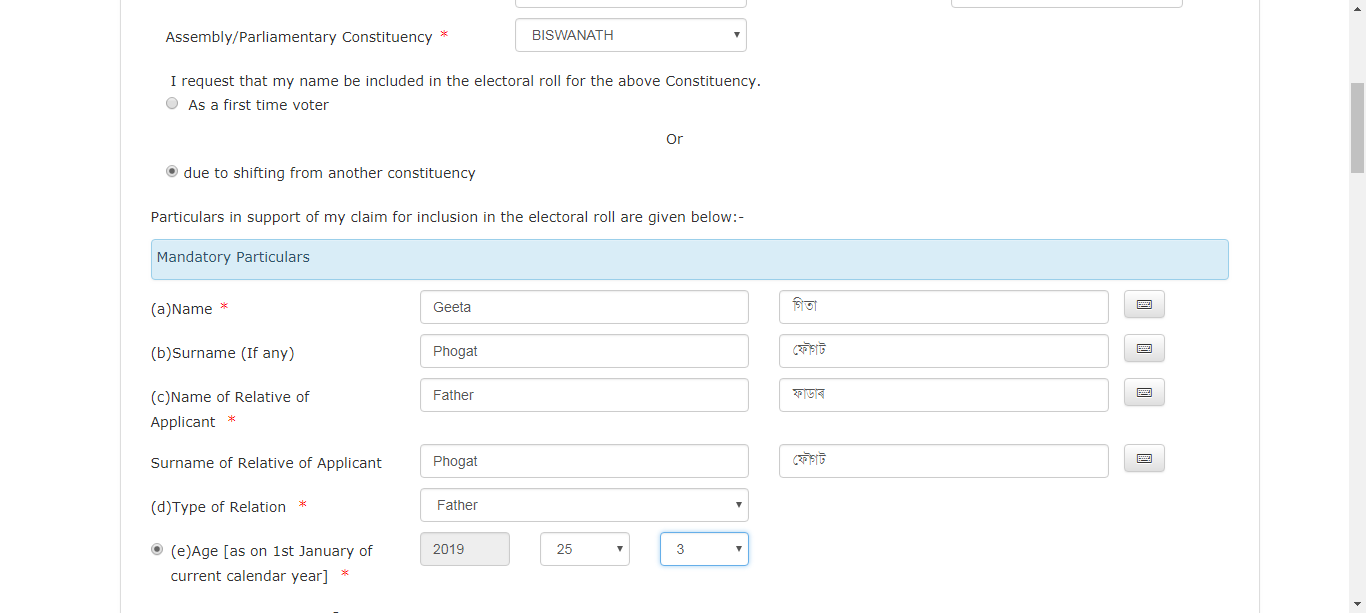 Assembly/Parliamentary Constituency * BISWANATH
I request that my name be included in the electoral roll for the above Constituency.
As a first time voter
Or
due to shifting from another constituency
Particulars in support of my claim for inclusion in the electoral roll are given below:-
Mandatory Particulars
(a)Name * Geeta গিতা
(b)Surname (If any) Phogat ফৌগট
(c)Name of Relative of
Applicant * Father ফাডাৰ
Surname of Relative of Applicant Phogat ফৌগট
(d)Type of Relation * Father
(e)Age [as on 1st January of
current calendar year] * 2019 25 3